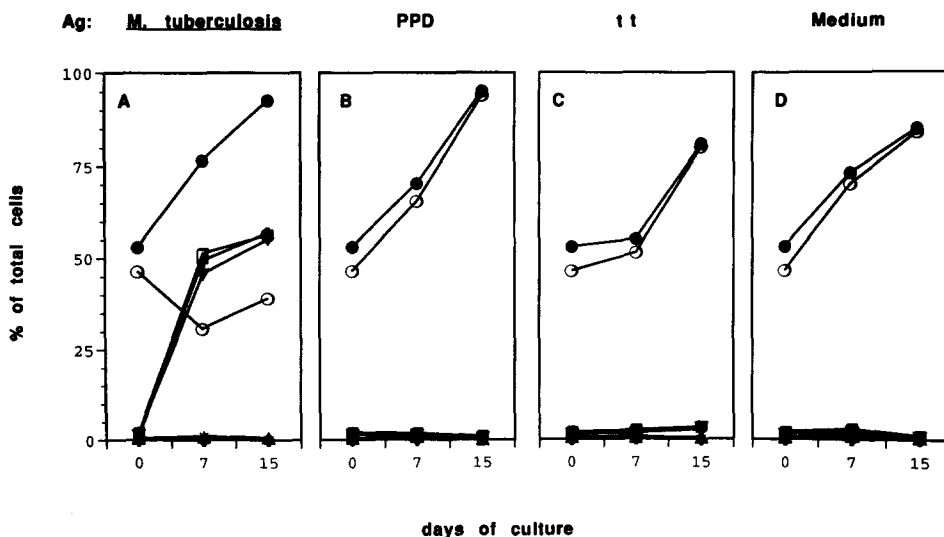 Ag: M. tuberculosis PPD t t Medium
100
A B C D
75
50
25
0
0 7 15 0 7 15 0 7 15 0 7 15
% of total cells
days of culture